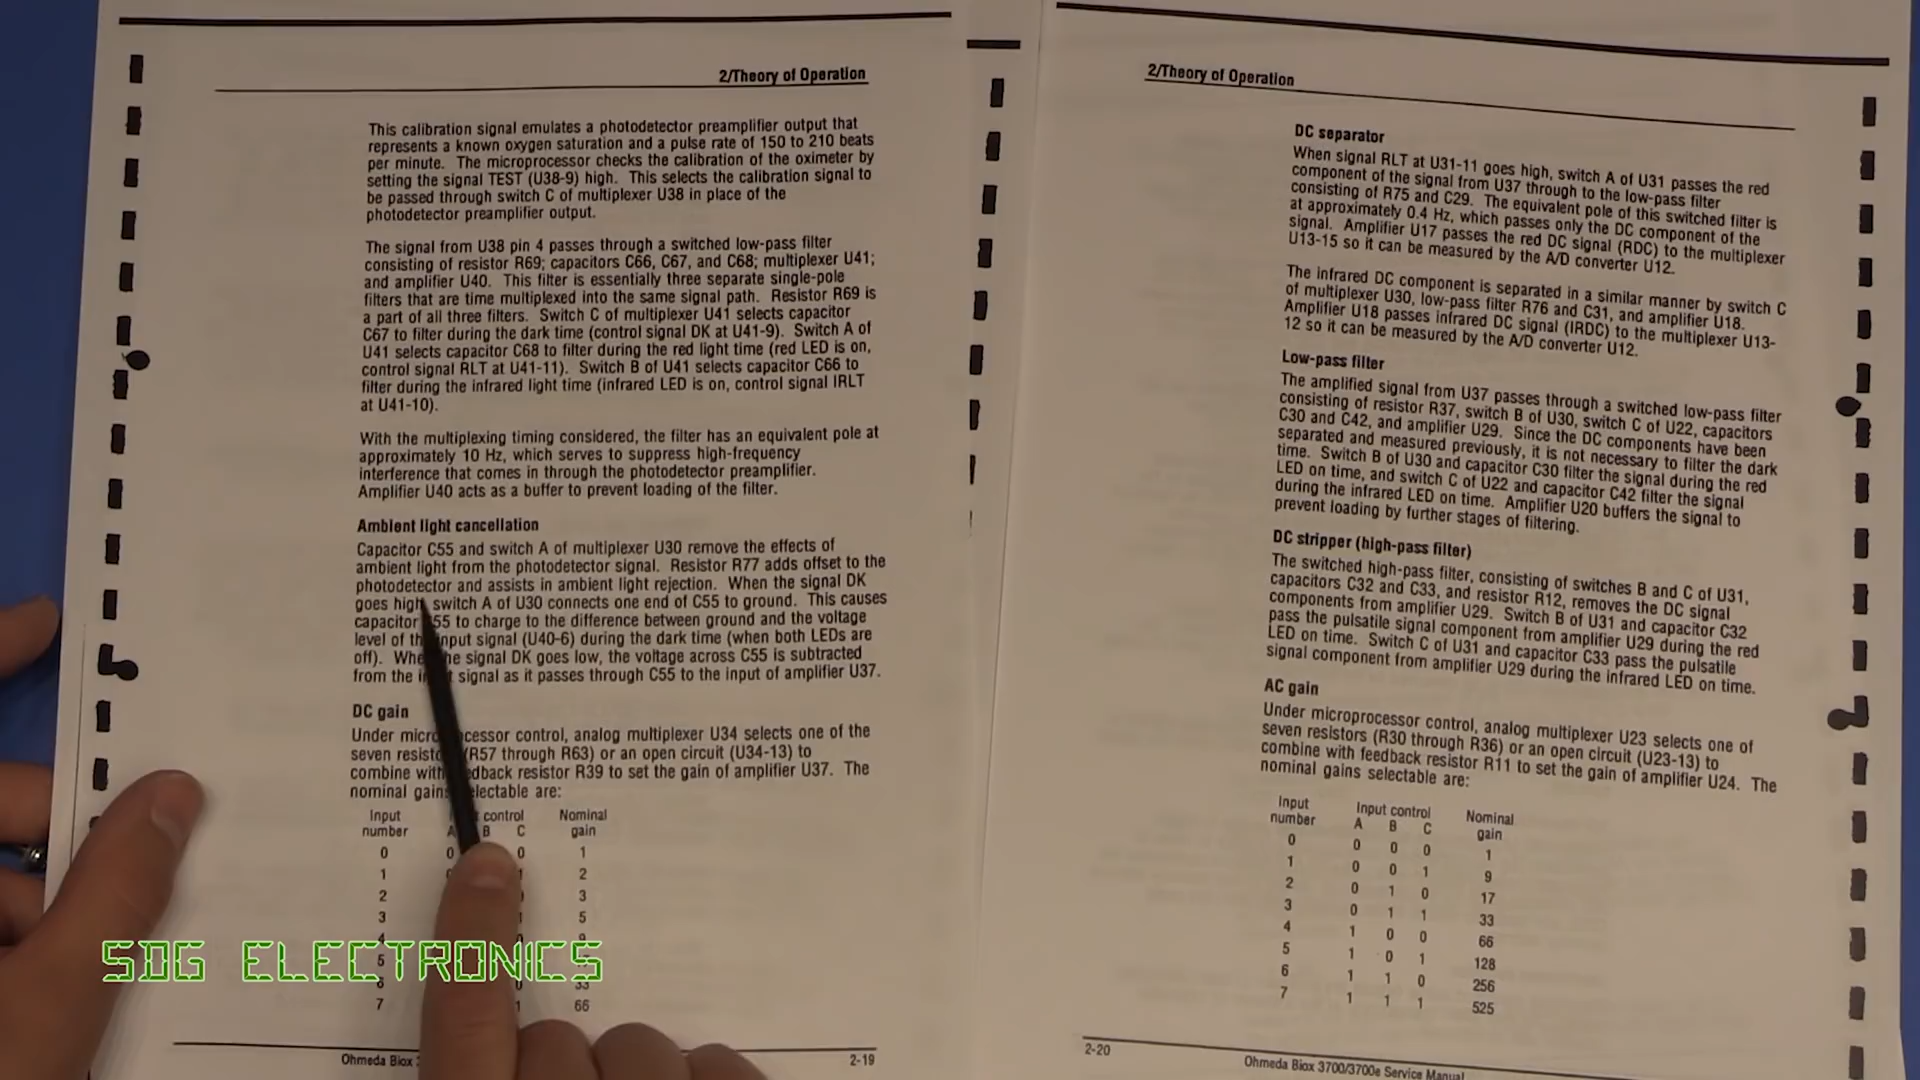 2/Theory of Operation
This calibration signal emulates a photodetector preamplifier output that
represents a known oxygen saturation and a pulse rate of 150 to 210 beats
per minute. The microprocessor checks the calibration of the oximeter by
setting the signal TEST (U38-9) high. This selects the calibration signal to
be passed through switch C of multiplexer U38 in place of the
photodetector preamplifier output.
The signal from U38 pin 4 passes through a switched low-pass filter
consisting of resistor R69; capacitors C66, C67, and C68; multiplexer U41;
and amplifier U40. This filter is essentially three separate single-pole
filters that are time multiplexed into the same signal path. Resistor R69 is
a part of all three filters. Switch C of multiplexer U41 selects capacitor
C67 to filter during the dark time (control signal DK at U41-9). Switch A of
U41 selects capacitor C68 to filter during the red light time (red LED is on,
control signal RLT at U41-11). Switch B of U41 selects capacitor C66 to
filter during the infrared light time (infrared LED is on, control signal IRLT
at U41-10).
With the multiplexing timing considered, the filter has an equivalent pole at
approximately 10 Hz, which serves to suppress high-frequency
interference that comes in through the photodetector preamplifier.
Amplifier U40 acts as a buffer to prevent loading of the filter.
Ambient light cancellation
Capacitor C55 and switch A of multiplexer U30 remove the effects of
ambient light from the photodetector signal. Resistor R77 adds offset to the
photodetector and assists in ambient light rejection. When the signal DK
goes high, switch A of U30 connects one end of C55 to ground. This causes
capacitor 55 to charge to the difference between ground and the voltage
level of the input signal (U40-6) during the dark time (when both LEDs are
off). When the signal DK goes low, the voltage across C55 is subtracted
from the signal as it passes through C55 to the input of amplifier U37.
DC gain
Under microprocessor control, analog multiplexer U34 selects one of the
seven (R57 through R63) or an open circuit (U34-13) to
combine with feedback resistor R39 to set the gain of amplifier U37. The
nominal gains selectable are:
Input control Nominal
number A B C gain
0 0 0 1
1 2
2 3
3 5
5
7 1 66
SDG ELECTRONICS
Ohmeda Biox 2-19
2/Theory of Operation
DC separator
When signal RLT at U31-11 goes high, switch A of U31 passes the red
component of the signal from U37 through to the low-pass filter
consisting of R75 and C29. The equivalent pole of this switched filter is
at approximately 0.4 Hz, which passes only the DC component of the
signal. Amplifier U17 passes the red DC signal (RDC) to the multiplexer
U13-15 so it can be measured by the A/D converter U12.
The infrared DC component is separated in a similar manner by switch C
of multiplexer U30, low-pass filter R76 and C31, and amplifier U18.
Amplifier U18 passes infrared DC signal (IRDC) to the multiplexer U13-
12 so it can be measured by the A/D converter U12.
Low-pass filter
The amplified signal from U37 passes through a switched low-pass filter
consisting of resistor R37, switch B of U30, switch C of U22, capacitors
C30 and C42, and amplifier U29. Since the DC components have been
separated and measured previously, it is not necessary to filter the dark
time. Switch B of U30 and capacitor C30 filter the signal during the red
LED on time, and switch C of U22 and capacitor C42 filter the signal
during the infrared LED on time. Amplifier U20 buffers the signal to
prevent loading by further stages of filtering.
DC stripper (high-pass filter)
The switched high-pass filter, consisting of switches B and C of U31,
capacitors C32 and C33, and resistor R12, removes the DC signal
components from amplifier U29. Switch B of U31 and capacitor C32
pass the pulsatile signal component from amplifier U29 during the red
LED on time. Switch C of U31 and capacitor C33 pass the pulsatile
signal component from amplifier U29 during the infrared LED on time.
AC gain
Under microprocessor control, analog multiplexer U23 selects one of
seven resistors (R30 through R36) or an open circuit (U23-13) to
combine with feedback resistor R11 to set the gain of amplifier U24. The
nominal gains selectable are:
Input Input control Nominal
number A B C gain
0 0 0 0 1
1 0 0 1 9
2 0 1 0 17
3 0 1 1 33
4 1 0 0 66
5 1 0 1 128
6 1 1 0 256
7 1 1 1 525
2-20 Ohmeda Biox 3700/3700e Service Manual